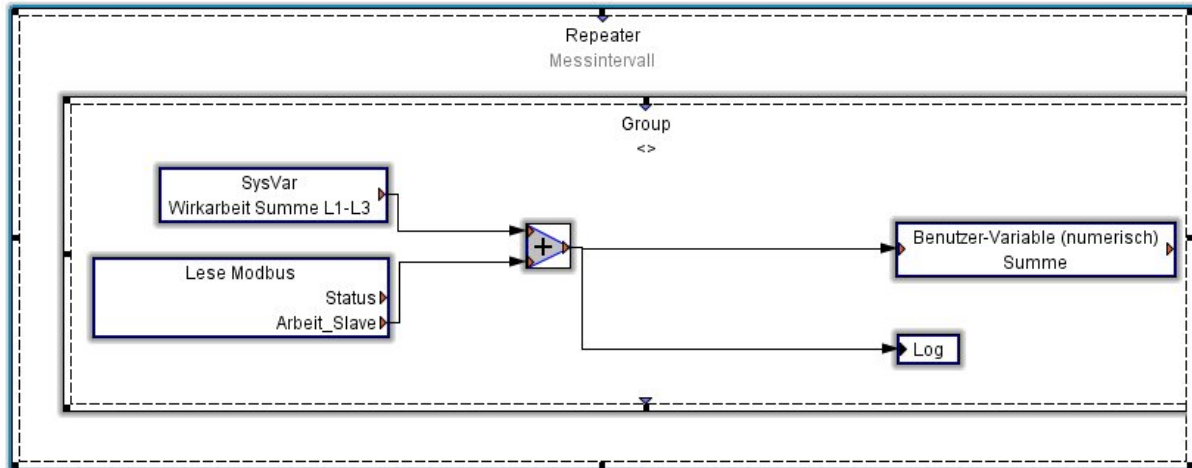 Repeater
Messintervall
Group
<>
SysVar
Wirkarbeit Summe L1-L3
Lese Modbus
Status
Arbeit_Slave
+
Benutzer-Variable (numerisch)
Summe
Log